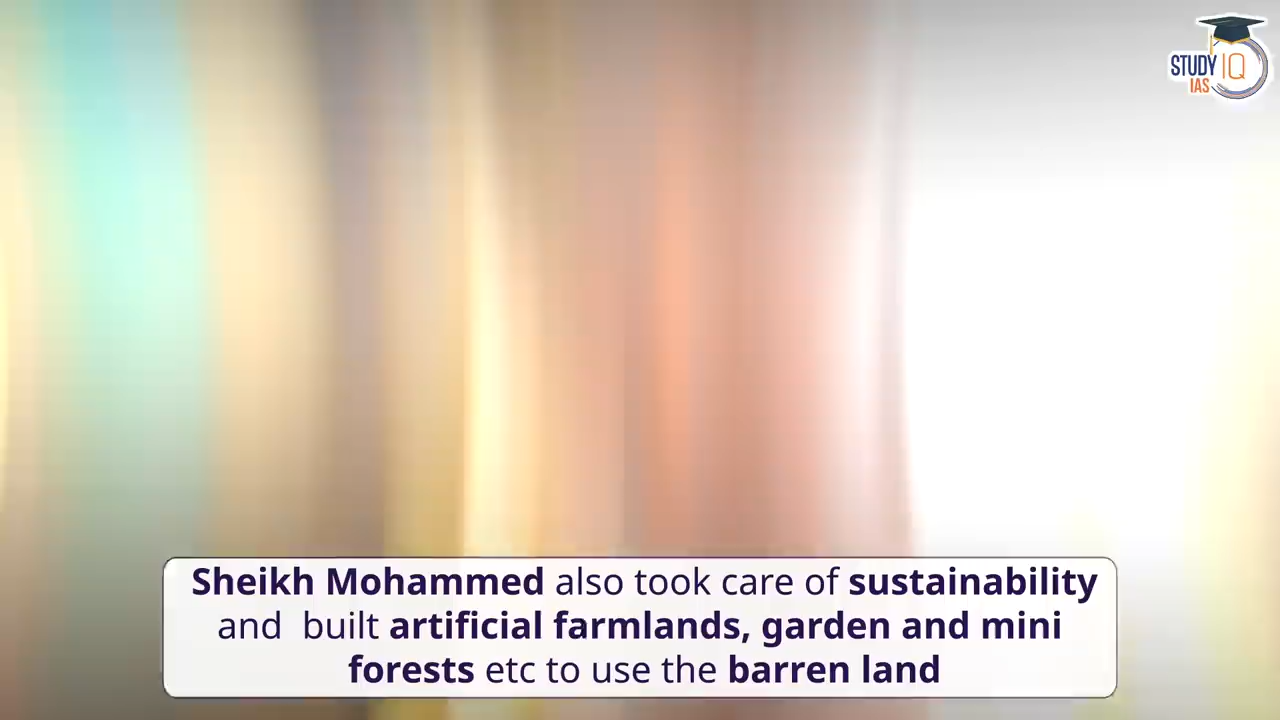 STUDY IQ
IAS
Sheikh Mohammed also took care of sustainability
and  built artificial farmlands, garden and mini
forests etc to use the barren land